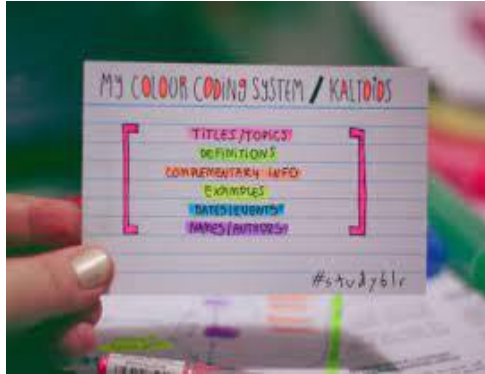 MY COLOUR CODING SYSTEM / KALTOIDS
TITLES/TOPICS
DEFINITIONS
COMPLEMENTARY INFO
EXAMPLES
DATES/EVENTS
NAMES/AUTHORS
#studyblr